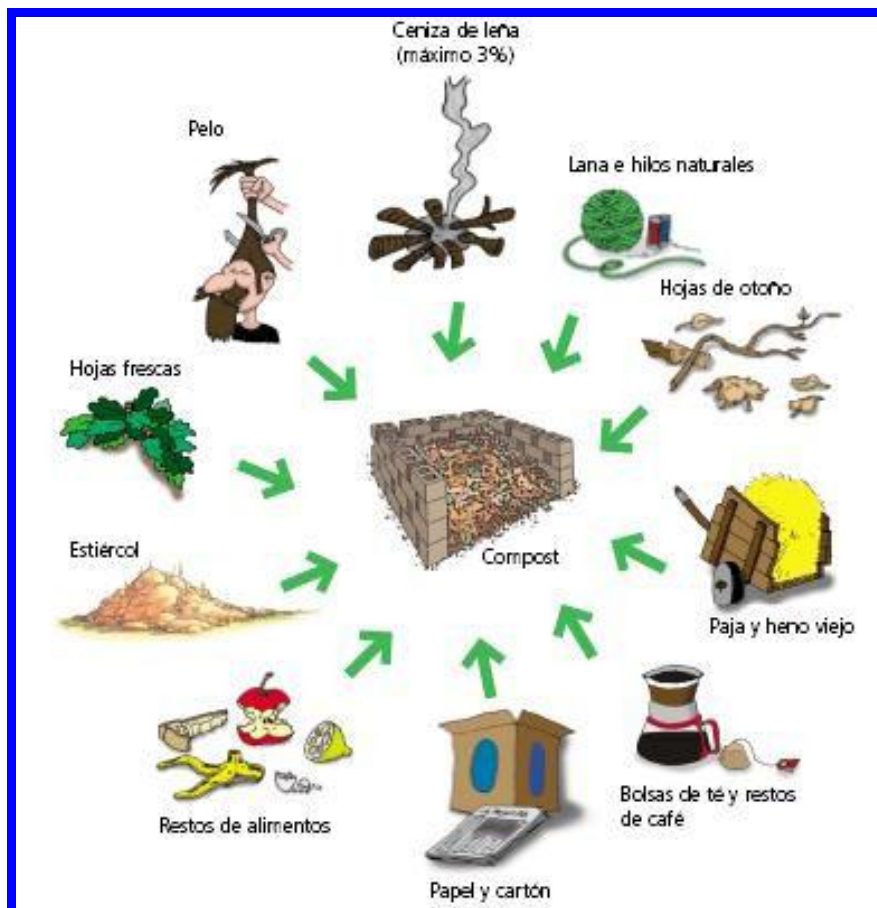 Ceniza de leña
(máximo 3%)
Pelo
Lana e hilos naturales
Hojas de otoño
Hojas frescas
Estiércol
Compost
Paja y heno viejo
Restos de alimentos
Bolsas de té y restos
de café
Papel y cartón